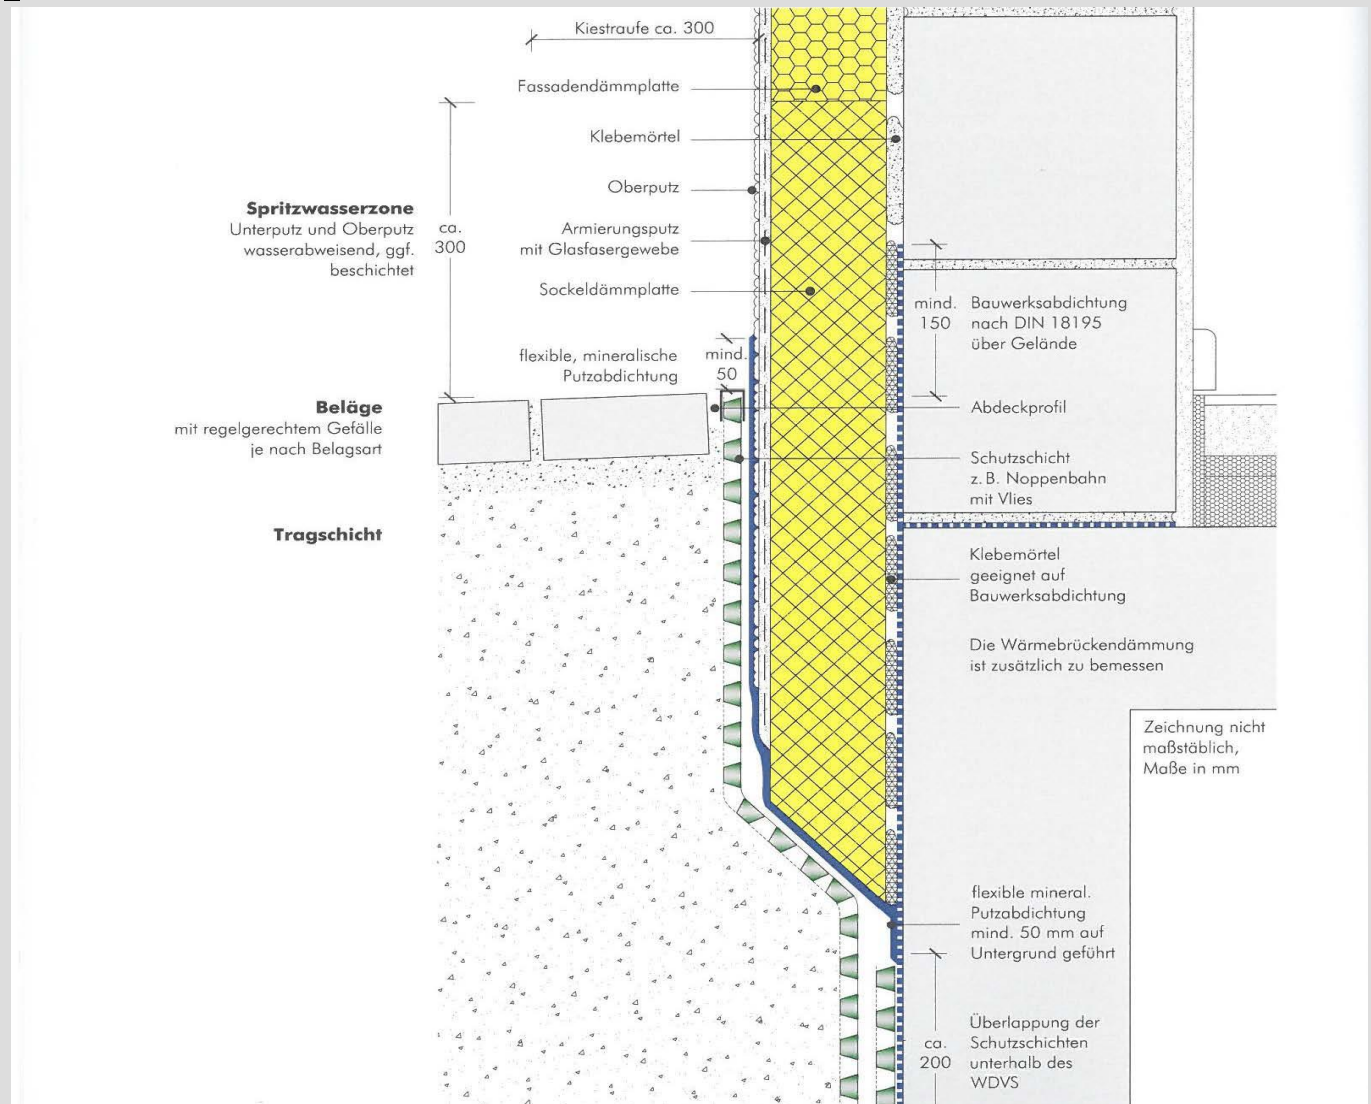 Kiestraufe ca. 300
Fassadendämmplatte
Klebemörtel
Oberputz
Spritzwasserzone
Unterputz und Oberputz
wasserabweisend, ggf.
beschichtet
ca.
300
Armierungsputz
mit Glasfasergewebe
Sockeldämmplatte
mind.
150
Bauwerksabdichtung
nach DIN 18195
über Gelände
flexible, mineralische
Putzabdichtung
mind.
50
Beläge
mit regelgerechtem Gefälle
je nach Belagsart
Abdeckprofil
Schutzschicht
z. B. Noppenbahn
mit Vlies
Tragschicht
Klebemörtel
geeignet auf
Bauwerksabdichtung
Die Wärmebrückendämmung
ist zusätzlich zu bemessen
Zeichnung nicht
maßstäblich,
Maße in mm
flexible mineral.
Putzabdichtung
mind. 50 mm auf
Untergrund geführt
ca.
200
Überlappung der
Schutzschichten
unterhalb des
WDVS